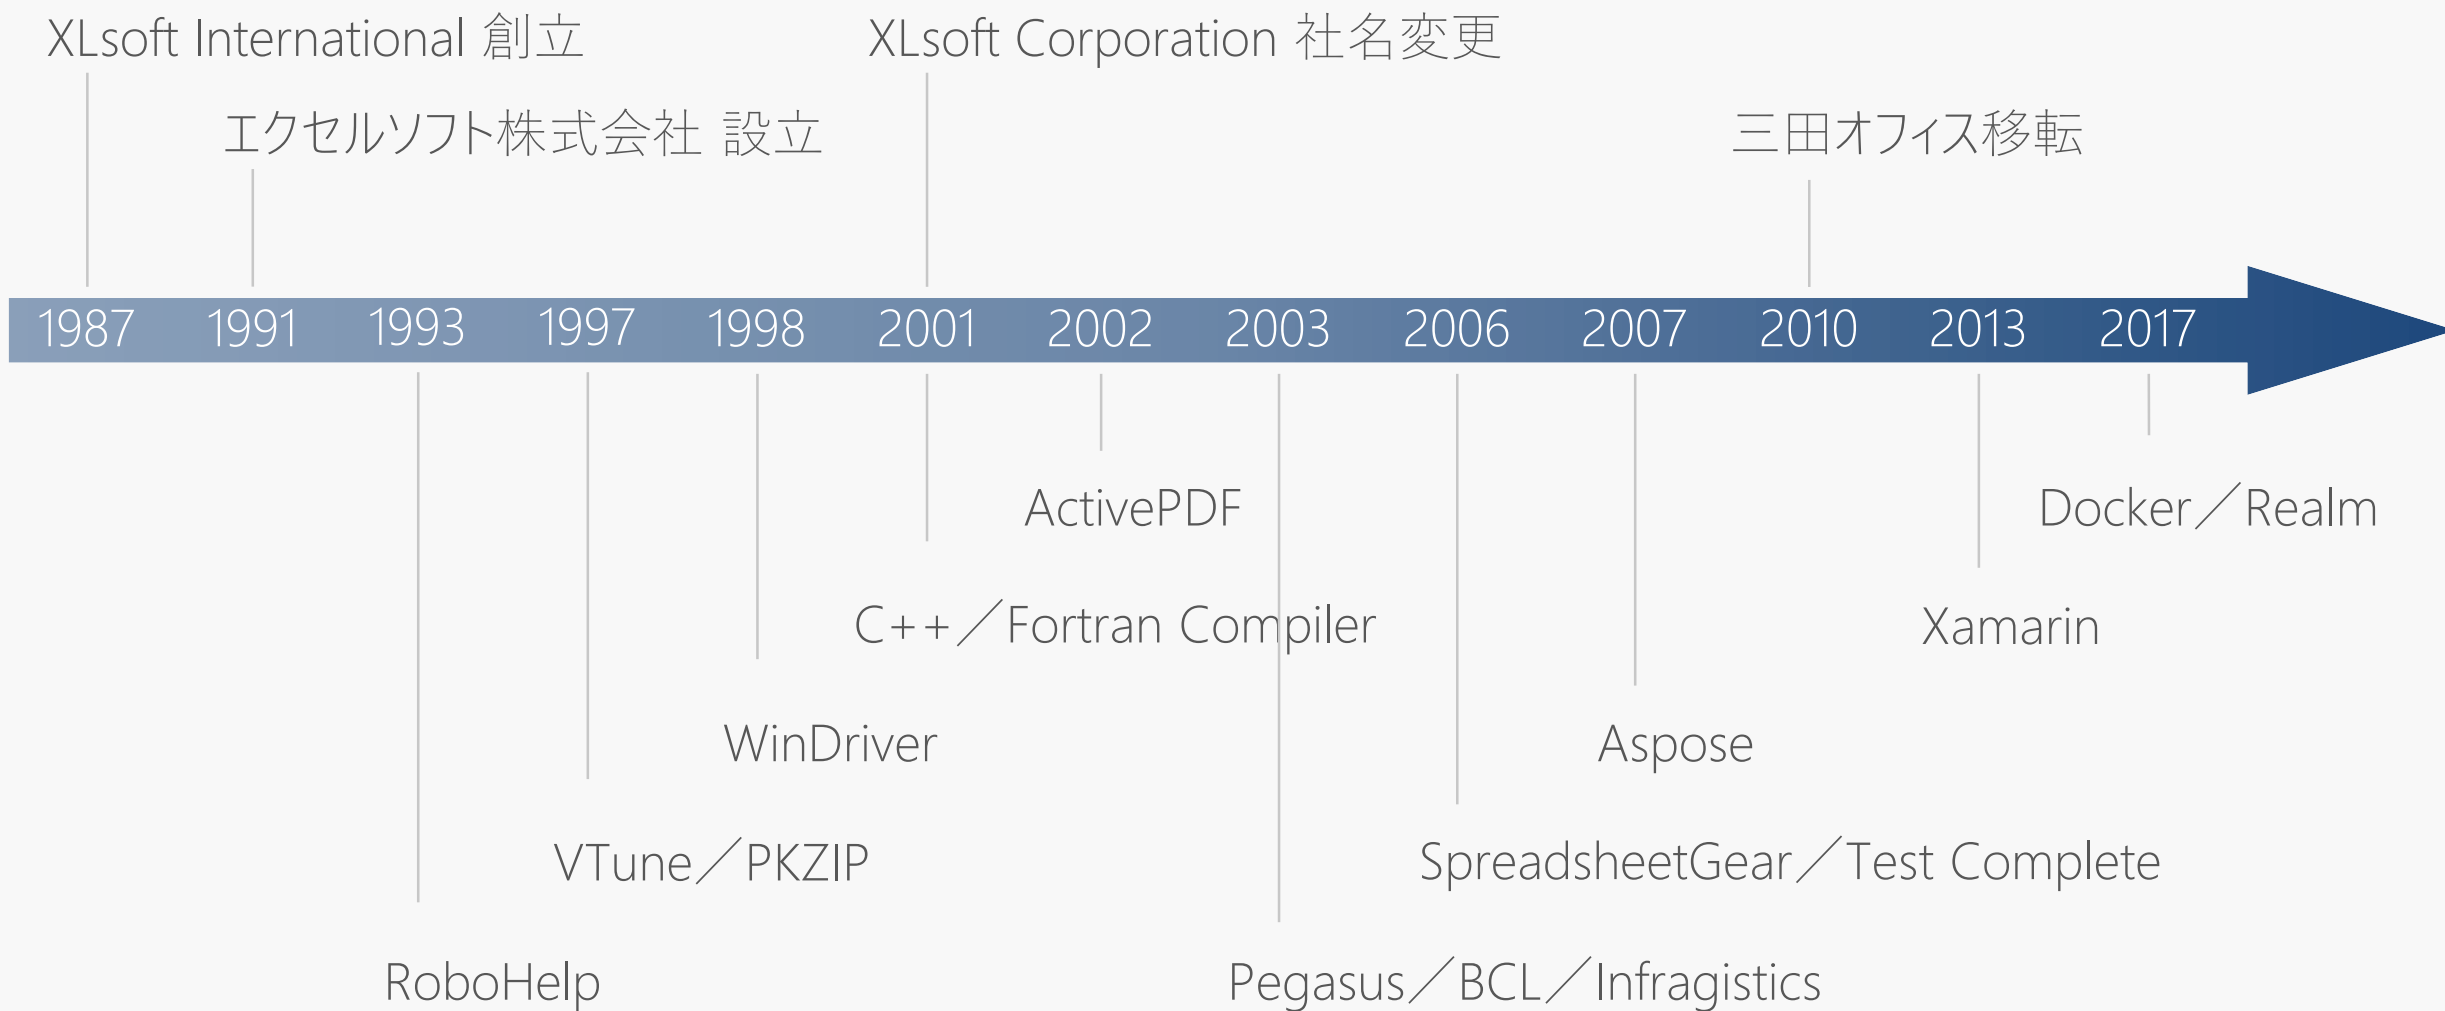 XLsoft International 創立
XLsoft Corporation 社名変更
エクセルソフト株式会社 設立
三田オフィス移転
1987 1991 1993 1997 1998 2001 2002 2003 2006 2007 2010 2013 2017
ActivePDF
Docker／Realm
C++／Fortran Compiler
Xamarin
WinDriver
Aspose
VTune／PKZIP
SpreadsheetGear／Test Complete
RoboHelp
Pegasus／BCL／Infragistics